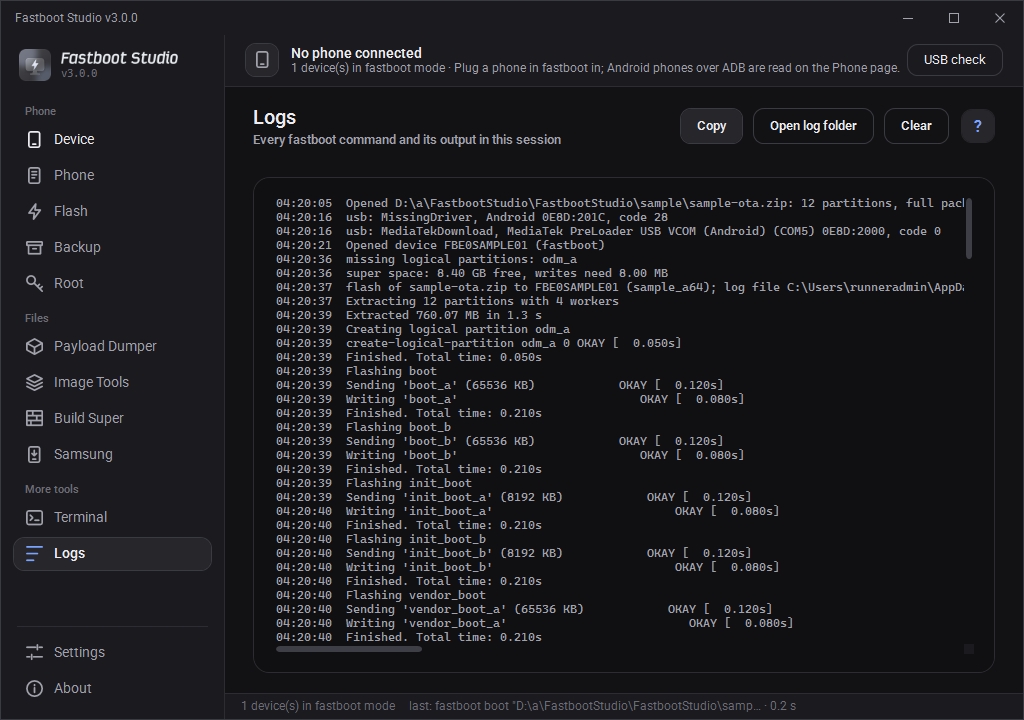 Fastboot Studio v3.0.0
Fastboot Studio
v3.0.0
Phone
Device
Phone
Flash
Backup
Root
Files
Payload Dumper
Image Tools
Build Super
Samsung
More tools
Terminal
Logs
Settings
About
No phone connected
1 device(s) in fastboot mode · Plug a phone in fastboot in; Android phones over ADB are read on the Phone page.
USB check
Logs
Every fastboot command and its output in this session
Copy
Open log folder
Clear
?
04:20:05 Opened D:\a\FastbootStudio\FastbootStudio\sample\sample-ota.zip: 12 partitions, full pac
04:20:16 usb: MissingDriver, Android 0E8D:201C, code 28
04:20:16 usb: MediaTekDownload, MediaTek PreLoader USB VCOM (Android) (COM5) 0E8D:2000, code 0
04:20:21 Opened device FBE0SAMPLE01 (fastboot)
04:20:36 missing logical partitions: odm_a
04:20:36 super space: 8.40 GB free, writes need 8.00 MB
04:20:37 flash of sample-ota.zip to FBE0SAMPLE01 (sample_a64); log file C:\Users\runneradmin\AppDa
04:20:37 Extracting 12 partitions with 4 workers
04:20:39 Extracted 760.07 MB in 1.3 s
04:20:39 Creating logical partition odm_a
04:20:39 create-logical-partition odm_a 0 OKAY [ 0.050s]
04:20:39 Finished. Total time: 0.050s
04:20:39 Flashing boot
04:20:39 Sending 'boot_a' (65536 KB) OKAY [ 0.120s]
04:20:39 Writing 'boot_a' OKAY [ 0.080s]
04:20:39 Finished. Total time: 0.210s
04:20:39 Flashing boot_b
04:20:39 Sending 'boot_b' (65536 KB) OKAY [ 0.120s]
04:20:39 Writing 'boot_b' OKAY [ 0.080s]
04:20:39 Finished. Total time: 0.210s
04:20:39 Flashing init_boot
04:20:39 Sending 'init_boot_a' (8192 KB) OKAY [ 0.120s]
04:20:40 Writing 'init_boot_a' OKAY [ 0.080s]
04:20:40 Finished. Total time: 0.210s
04:20:40 Flashing init_boot_b
04:20:40 Sending 'init_boot_b' (8192 KB) OKAY [ 0.120s]
04:20:40 Writing 'init_boot_b' OKAY [ 0.080s]
04:20:40 Finished. Total time: 0.210s
04:20:40 Flashing vendor_boot
04:20:40 Sending 'vendor_boot_a' (65536 KB) OKAY [ 0.120s]
04:20:40 Writing 'vendor_boot_a' OKAY [ 0.080s]
04:20:40 Finished. Total time: 0.210s
1 device(s) in fastboot mode last: fastboot boot "D:\a\FastbootStudio\FastbootStudio\samp… · 0.2 s